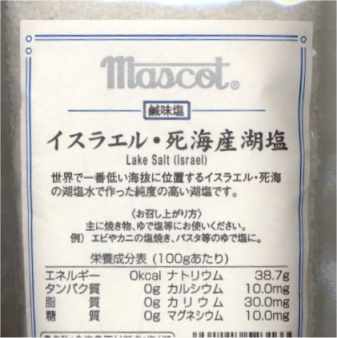 mascot®
鹹味塩
イスラエル・死海産湖塩
Lake Salt (Israel)
世界で一番低い海抜に位置するイスラエル・死海
の湖塩水で作った純度の高い湖塩です。
〈お召し上がり方〉
主に焼き物、ゆで塩等にお使いください。
例）エビやカニの塩焼き、パスタ等のゆで塩に。
栄養成分表（100gあたり）
エネルギー 0kcal ナトリウム 38.7g
タンパク質 0g カルシウム 10.0mg
脂質 0g カリウム 30.0mg
糖質 0g マグネシウム 10.0mg